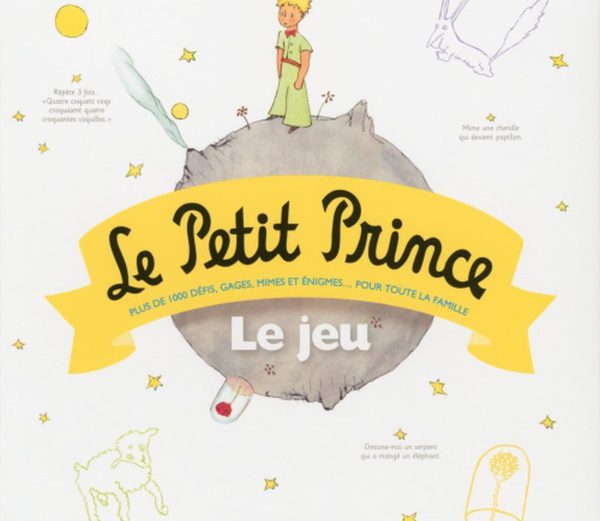 Répète 3 fois :
«Quatre coquets coqs
croquaient quatre
croquantes coquilles.»
Mime une chenille
qui devient papillon.
Le Petit Prince
PLUS DE 1000 DÉFIS, GAGES, MIMES ET ÉNIGMES... POUR TOUTE LA FAMILLE
Le jeu
Dessine-moi un serpent
qui a mangé un éléphant.